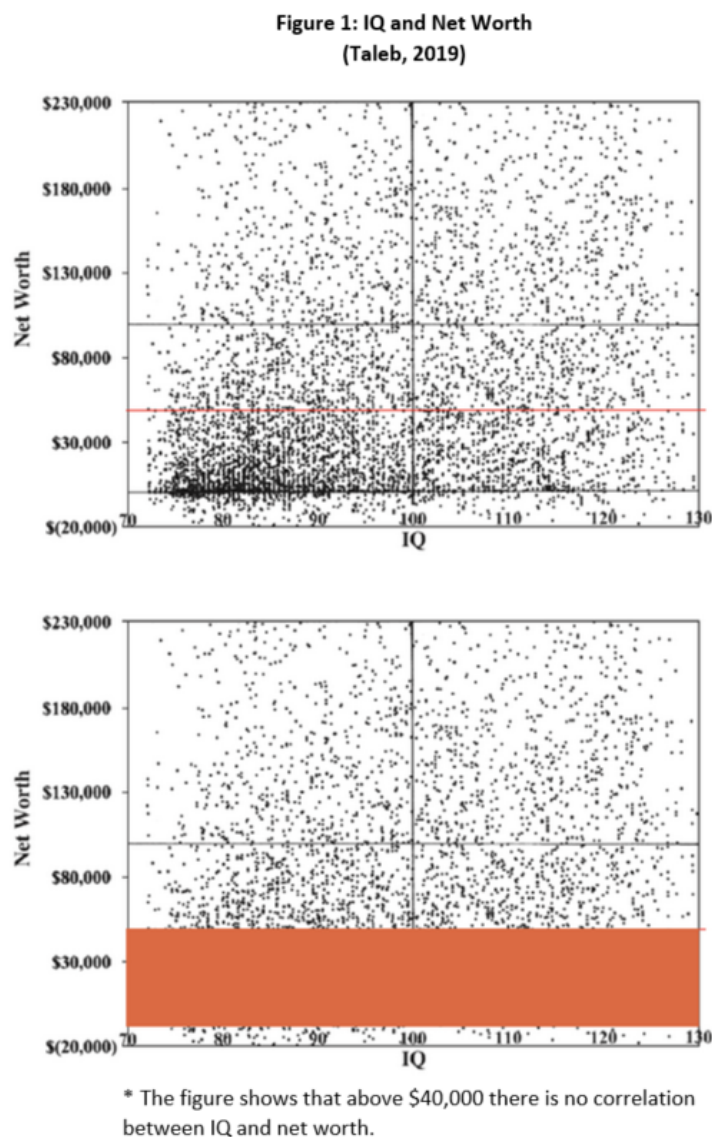 Figure 1: IQ and Net Worth
(Taleb, 2019)
$230,000
$180,000
$130,000
Net Worth
$80,000
$30,000
$(20,000)
70 80 90 100 110 120 130
IQ
$230,000
$180,000
$130,000
Net Worth
$80,000
$30,000
$(20,000)
70 80 90 100 110 120 130
IQ
* The figure shows that above $40,000 there is no correlation
between IQ and net worth.